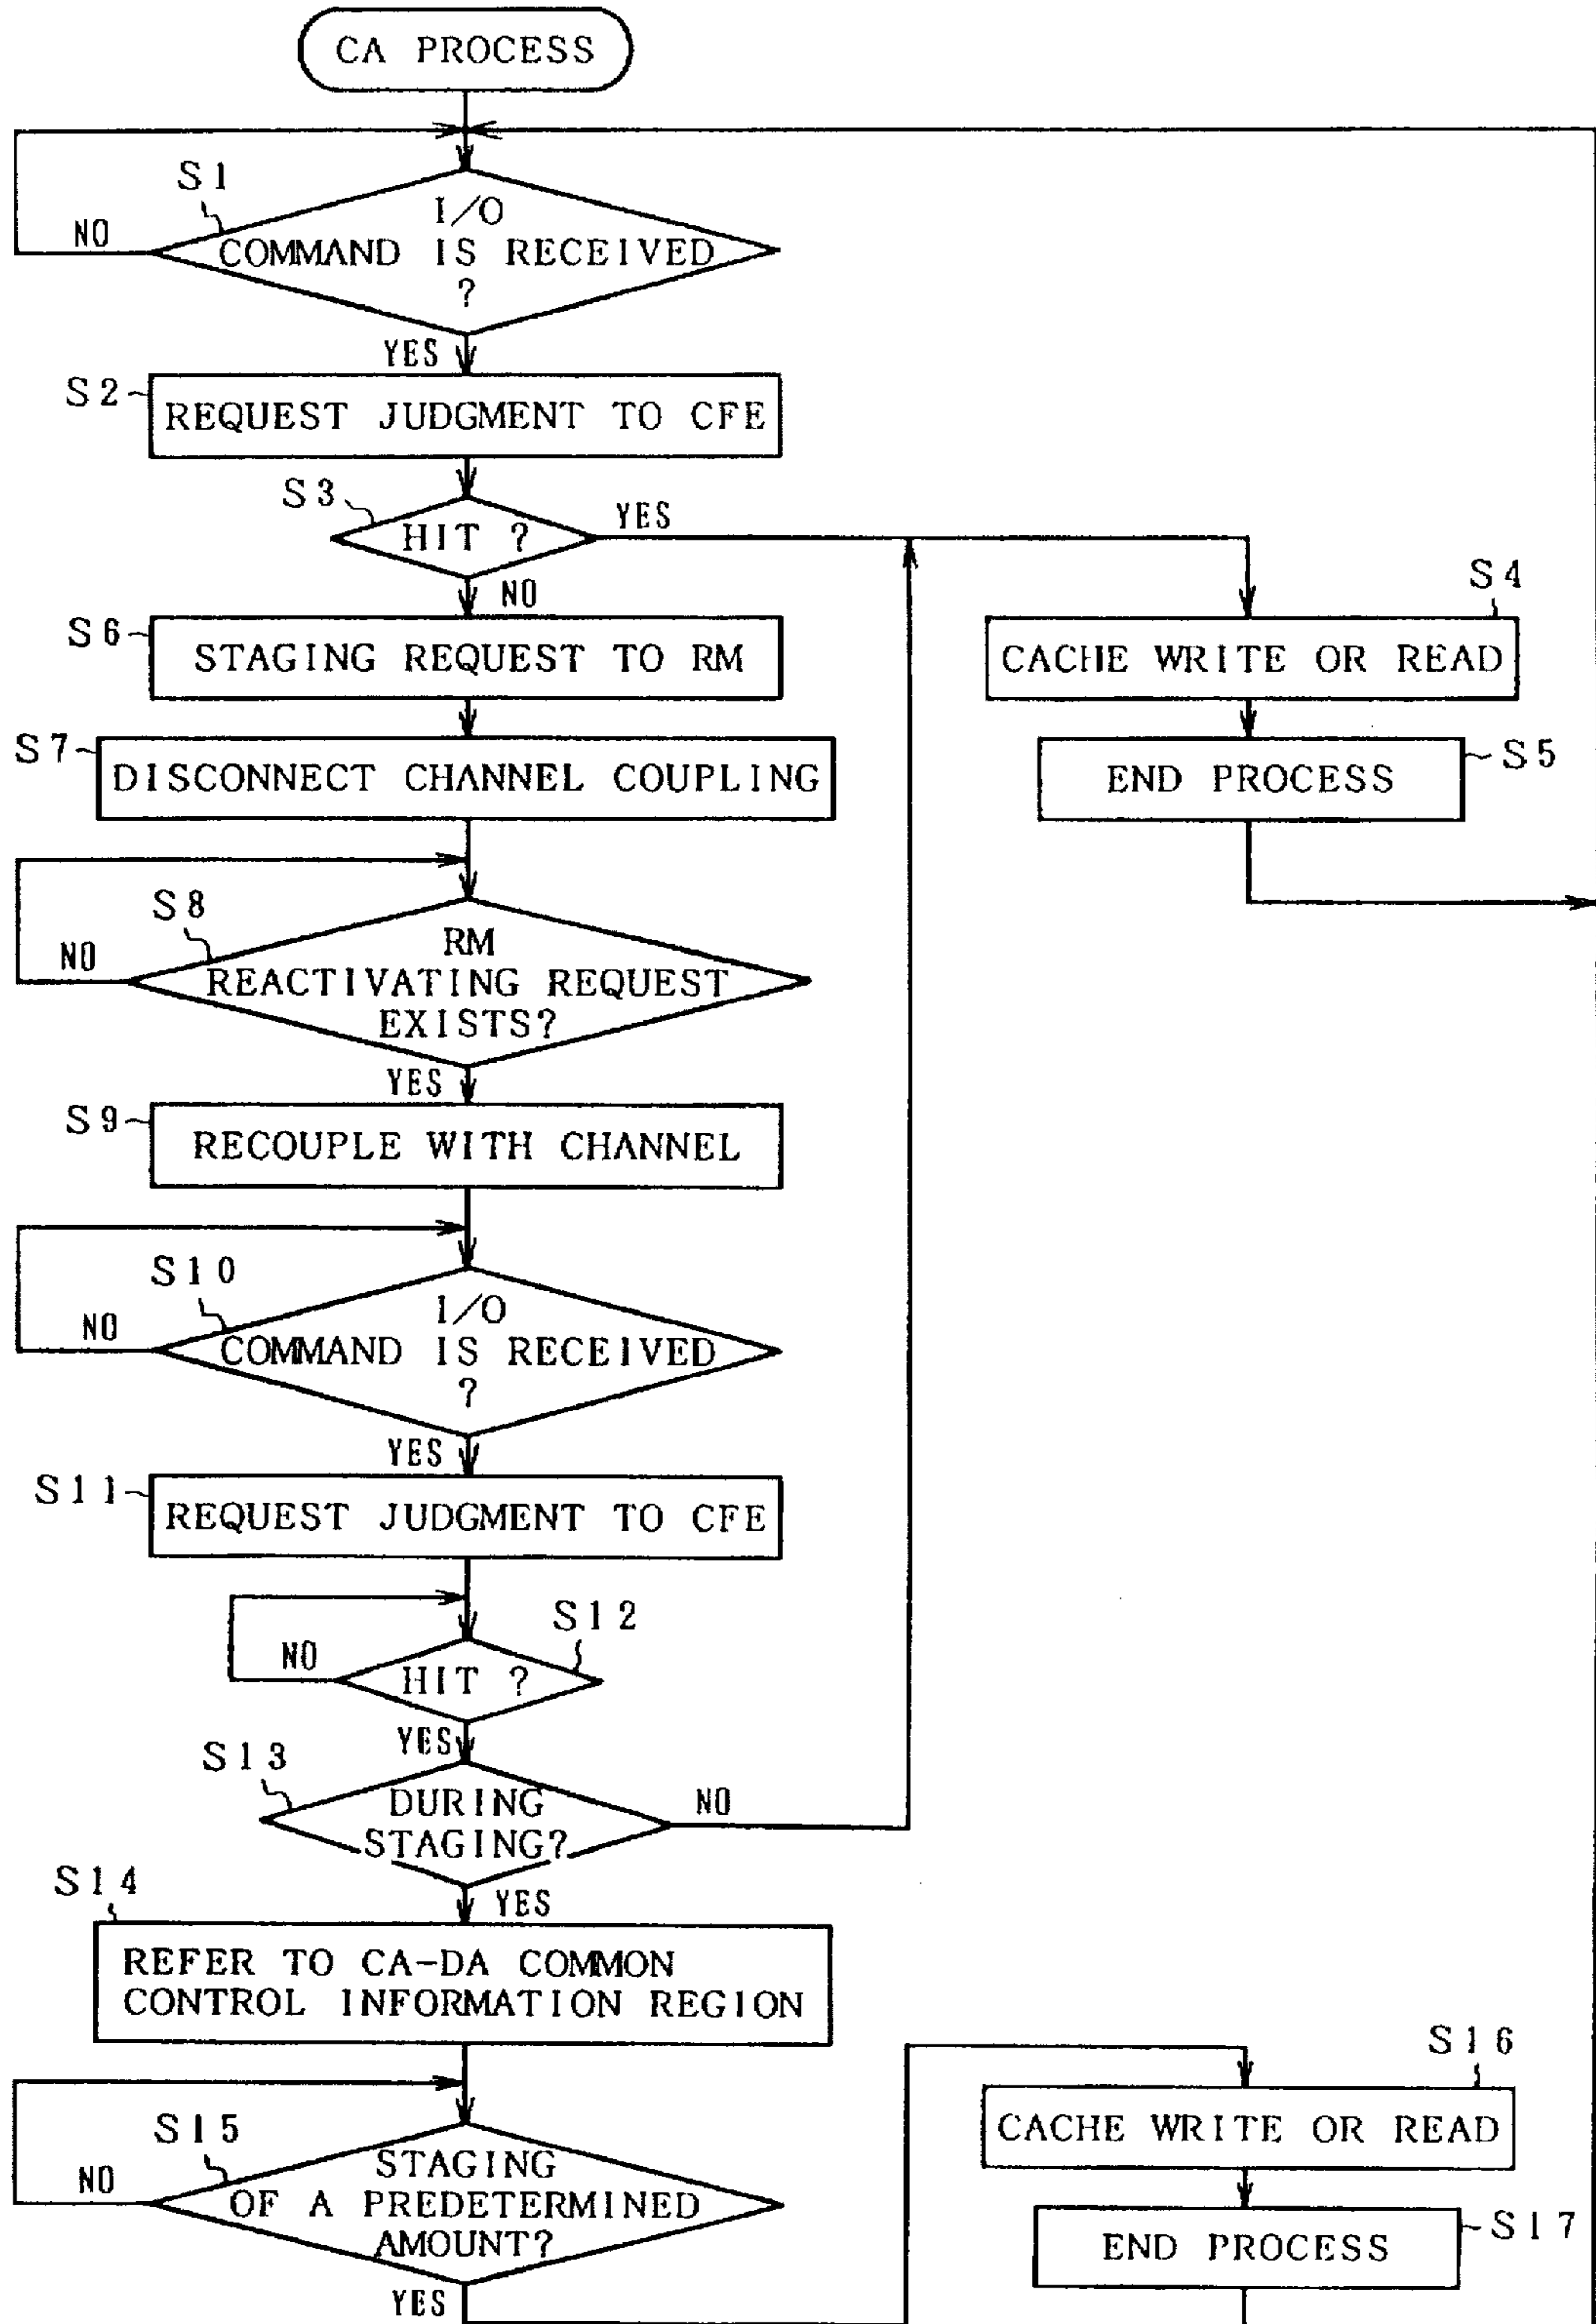 CA PROCESS
S1
I/O
COMMAND IS RECEIVED
?
NO
YES
S2
REQUEST JUDGMENT TO CFE
S3
HIT ?
YES
NO
S4
CACHE WRITE OR READ
S5
END PROCESS
S6
STAGING REQUEST TO RM
S7
DISCONNECT CHANNEL COUPLING
S8
RM
REACTIVATING REQUEST
EXISTS?
NO
YES
S9
RECOUPLE WITH CHANNEL
S10
I/O
COMMAND IS RECEIVED
?
NO
YES
S11
REQUEST JUDGMENT TO CFE
S12
HIT ?
NO
YES
S13
DURING
STAGING?
NO
YES
S14
REFER TO CA-DA COMMON
CONTROL INFORMATION REGION
S15
STAGING
OF A PREDETERMINED
AMOUNT?
NO
YES
S16
CACHE WRITE OR READ
S17
END PROCESS